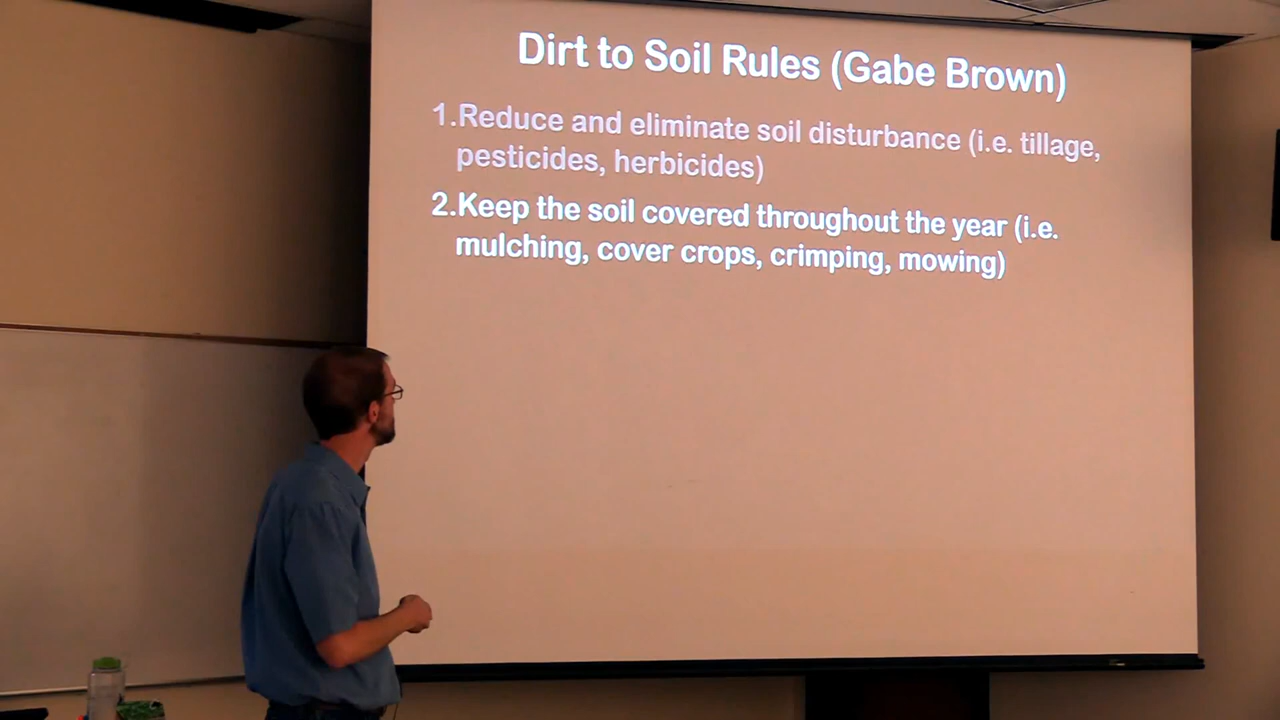 Dirt to Soil Rules (Gabe Brown)
1.Reduce and eliminate soil disturbance (i.e. tillage,
pesticides, herbicides)
2.Keep the soil covered throughout the year (i.e.
mulching, cover crops, crimping, mowing)